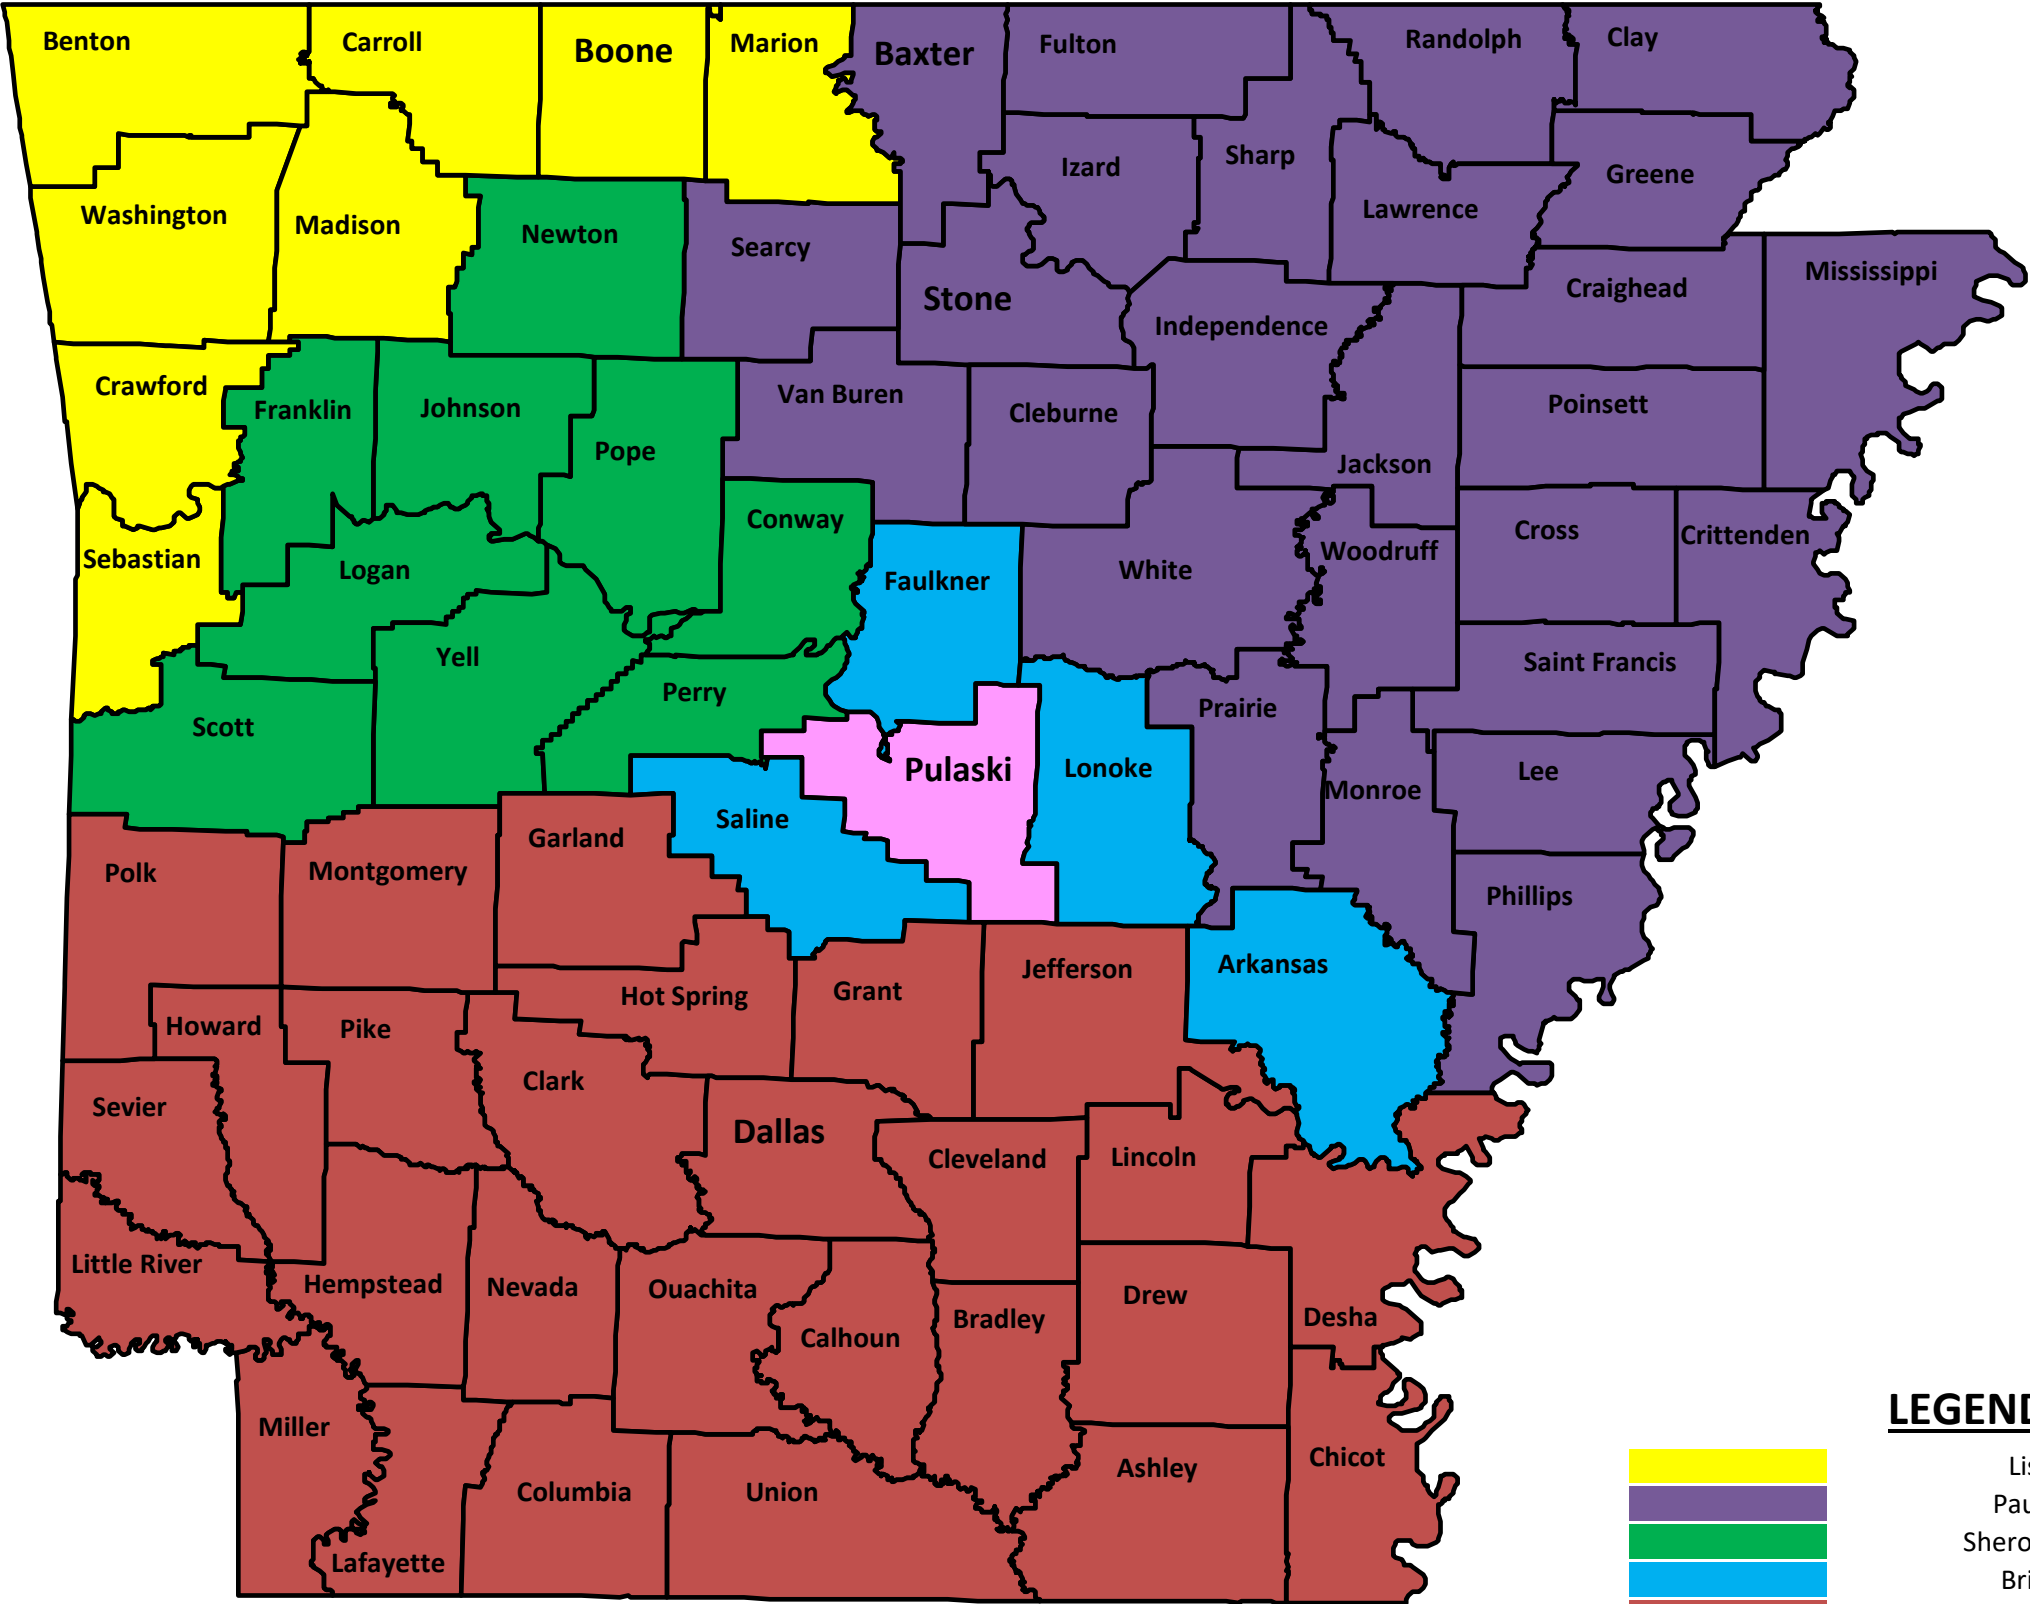 Benton
Carroll
Boone
Marion
Baxter
Fulton
Randolph
Clay
Izard
Sharp
Greene
Lawrence
Washington
Madison
Newton
Searcy
Stone
Independence
Craighead
Mississippi
Crawford
Franklin
Johnson
Pope
Van Buren
Cleburne
Jackson
Poinsett
Conway
Sebastian
Logan
Faulkner
White
Woodruff
Cross
Crittenden
Yell
Perry
Scott
Prairie
Saint Francis
Pulaski
Lonoke
Monroe
Lee
Saline
Garland
Polk
Montgomery
Phillips
Hot Spring
Grant
Jefferson
Arkansas
Howard
Pike
Clark
Sevier
Dallas
Cleveland
Lincoln
Little River
Hempstead
Nevada
Ouachita
Calhoun
Bradley
Drew
Desha
Miller
Lafayette
Columbia
Union
Ashley
Chicot
LEGEND